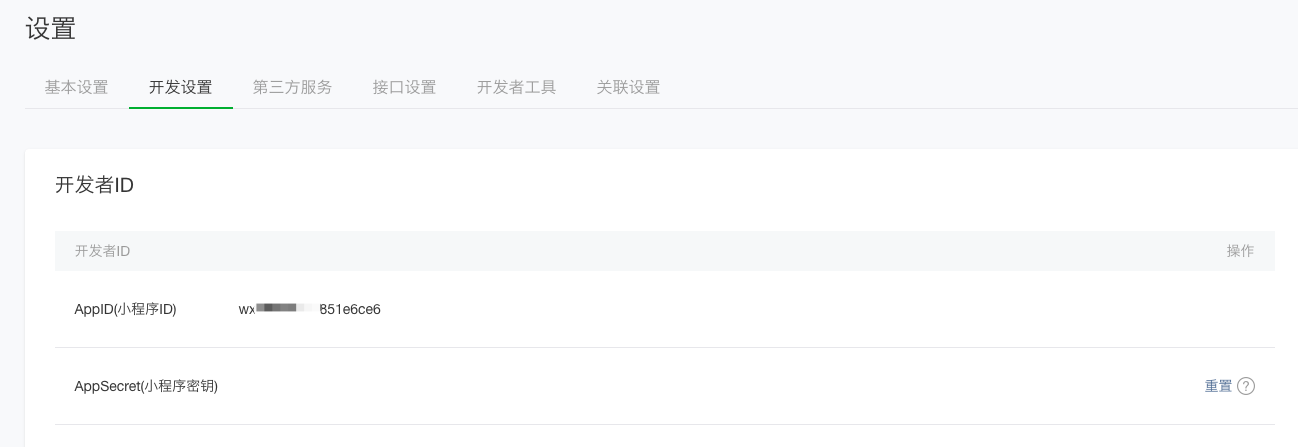 设置
基本设置 开发设置 第三方服务 接口设置 开发者工具 关联设置
开发者ID
开发者ID 操作
AppID(小程序ID) wx 851e6ce6
AppSecret(小程序密钥) 重置 ?